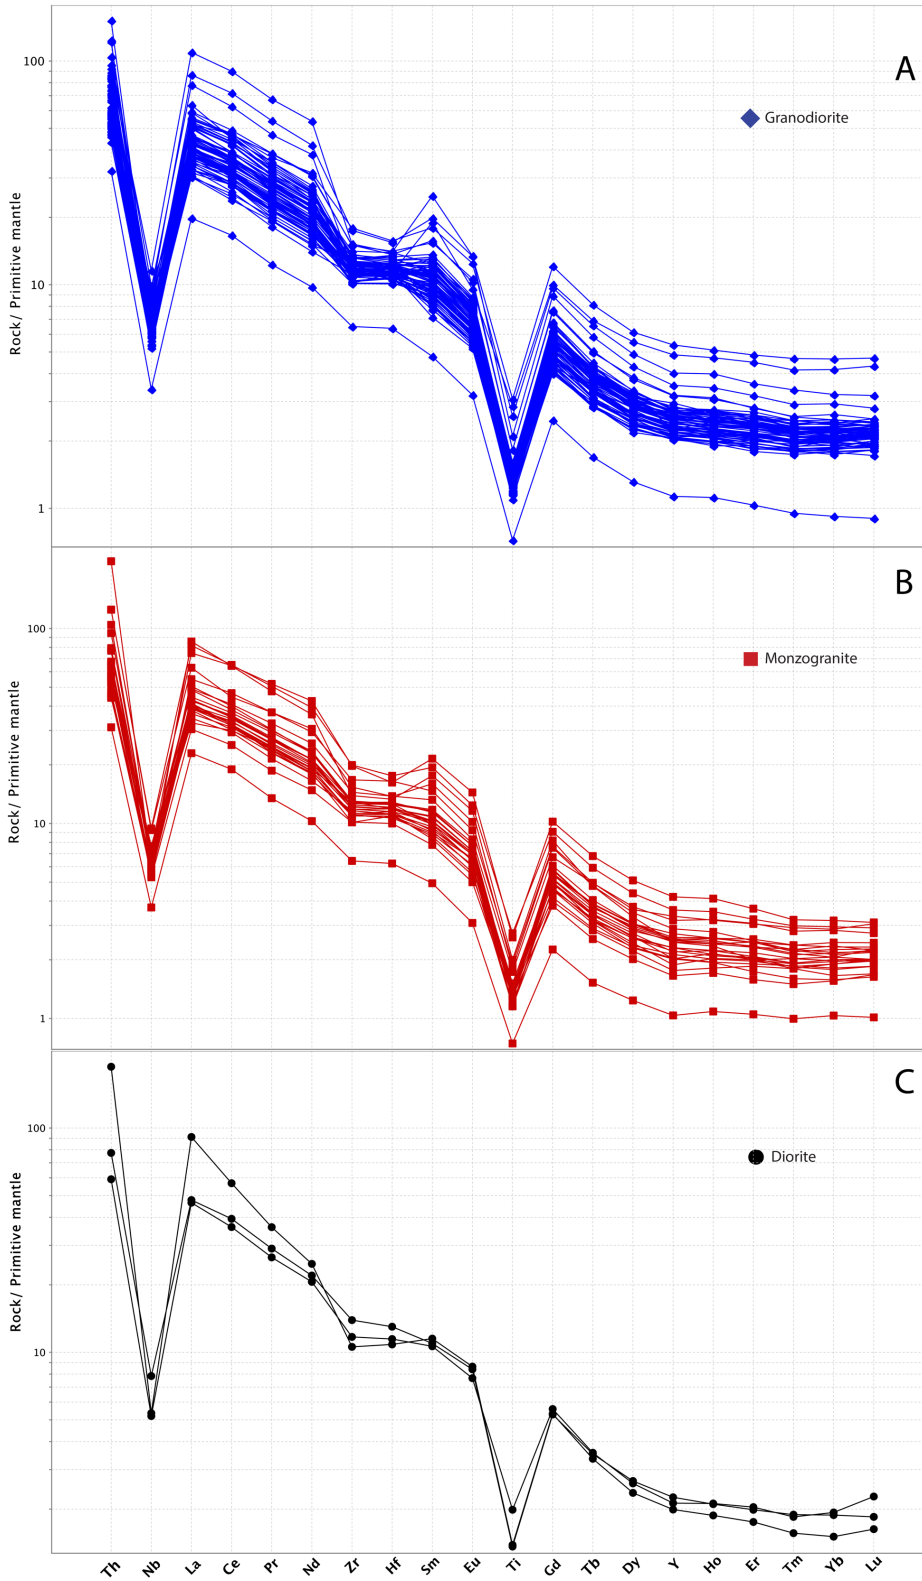 A
100
Granodiorite
Rock/ Primitive mantle
10
1
B
100
Monzogranite
Rock/ Primitive mantle
10
1
C
100
Diorite
Rock/ Primitive mantle
10
Th Nb La Ce Pr Nd Zr Hf Sm Eu Ti Gd Tb Dy Y Ho Er Tm Yb Lu